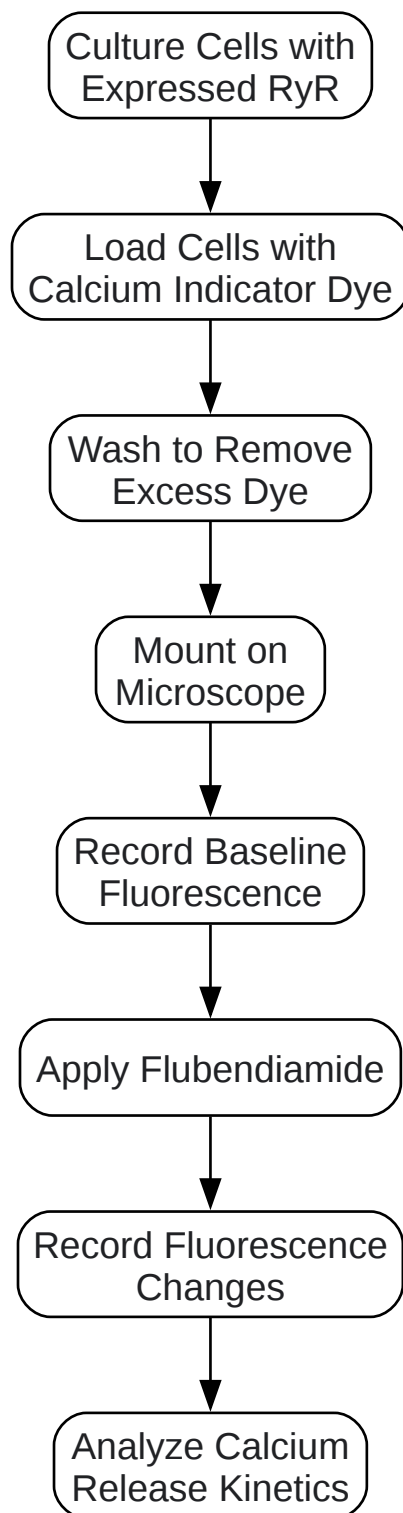 Culture Cells with
Expressed RyR
Load Cells with
Calcium Indicator Dye
Wash to Remove
Excess Dye
Mount on
Microscope
Record Baseline
Fluorescence
Apply Flubendiamide
Record Fluorescence
Changes
Analyze Calcium
Release Kinetics